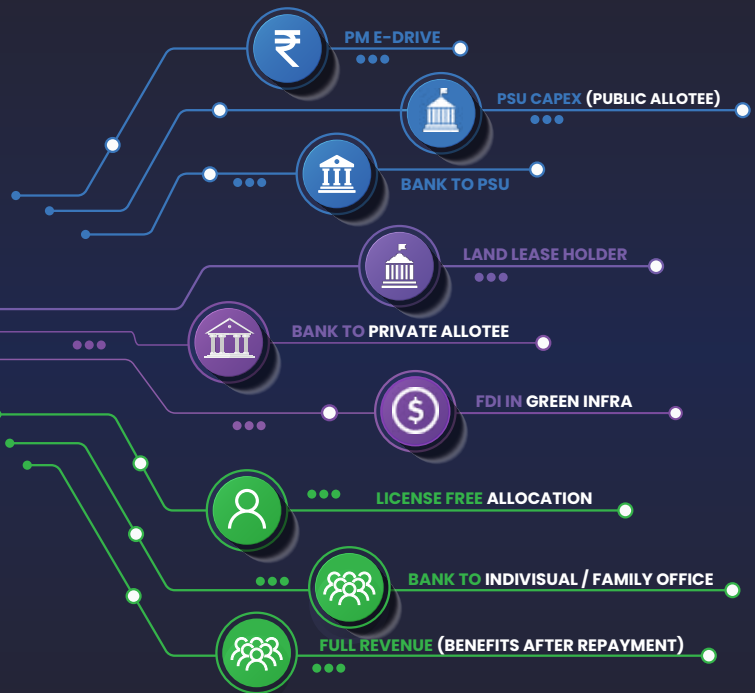 PM E-DRIVE
PSU CAPEX (PUBLIC ALLOTEE)
BANK TO PSU
LAND LEASE HOLDER
BANK TO PRIVATE ALLOTEE
FDI IN GREEN INFRA
LICENSE FREE ALLOCATION
BANK TO INDIVISUAL / FAMILY OFFICE
FULL REVENUE (BENEFITS AFTER REPAYMENT)